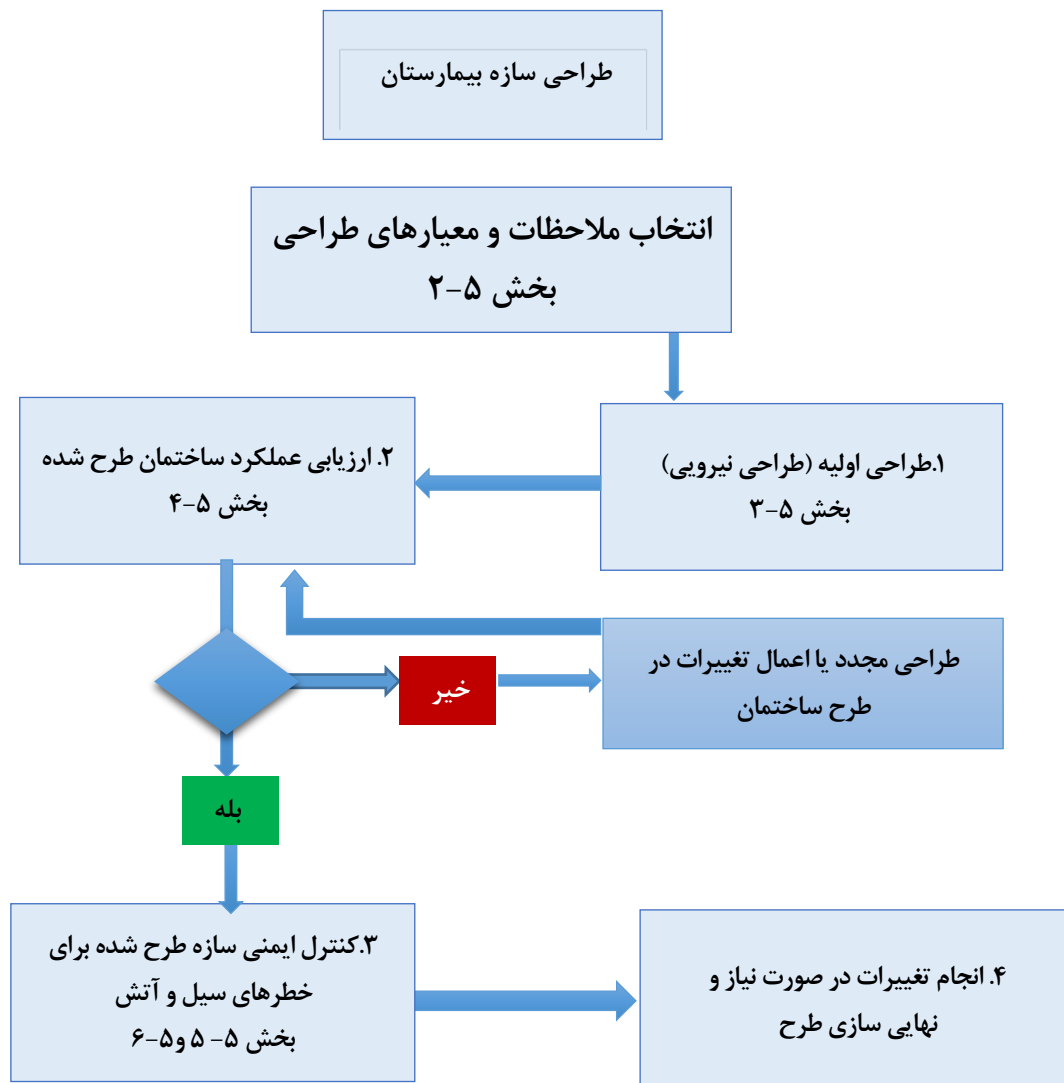 طراحی سازه بیمارستان
انتخاب ملاحظات و معیارهای طراحی
بخش ۵-۲
۱.طراحی اولیه (طراحی نیرویی)
بخش ۵-۳
۲. ارزیابی عملکرد ساختمان طرح شده
بخش ۵-۴
طراحی مجدد یا اعمال تغییرات در
طرح ساختمان
خیر
بله
۳.کنترل ایمنی سازه طرح شده برای
خطرهای سیل و آتش
بخش ۵- ۵ و۵-۶
۴. انجام تغییرات در صورت نیاز و
نهایی سازی طرح